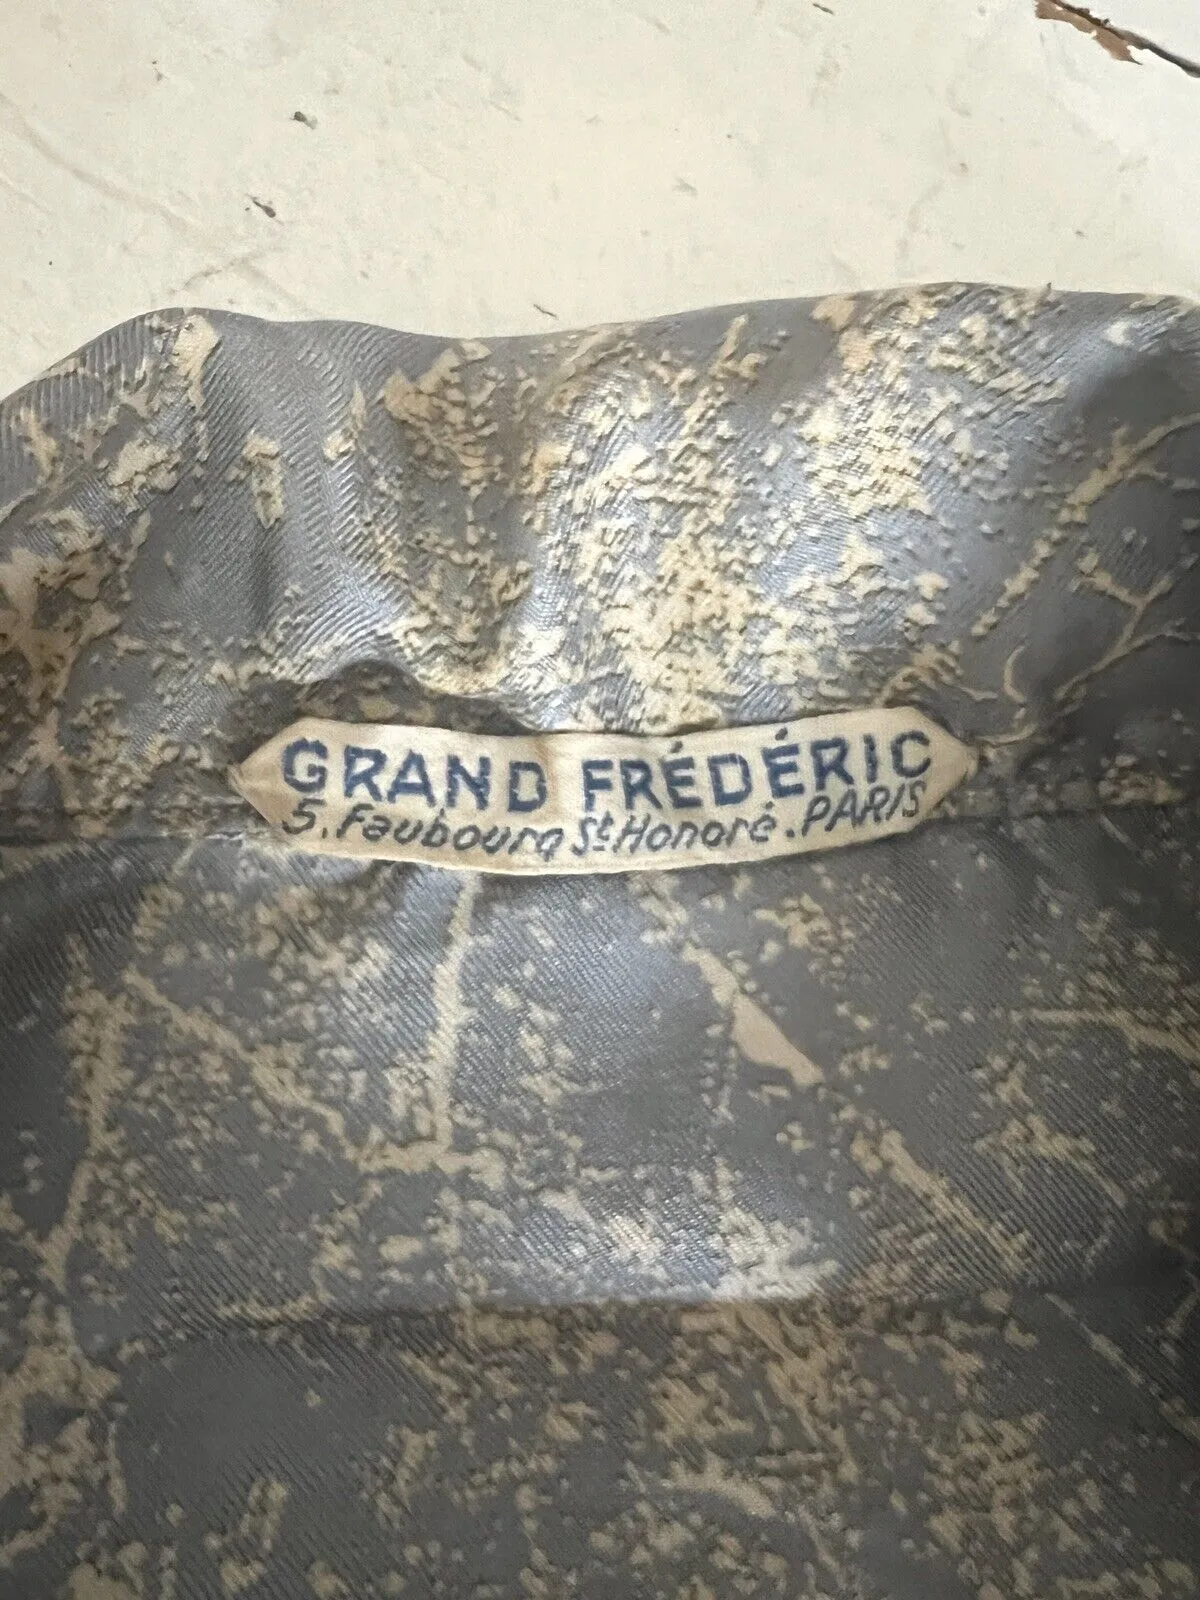 GRAND FRÉDÉRIC
5, Faubourg St Honoré. PARIS